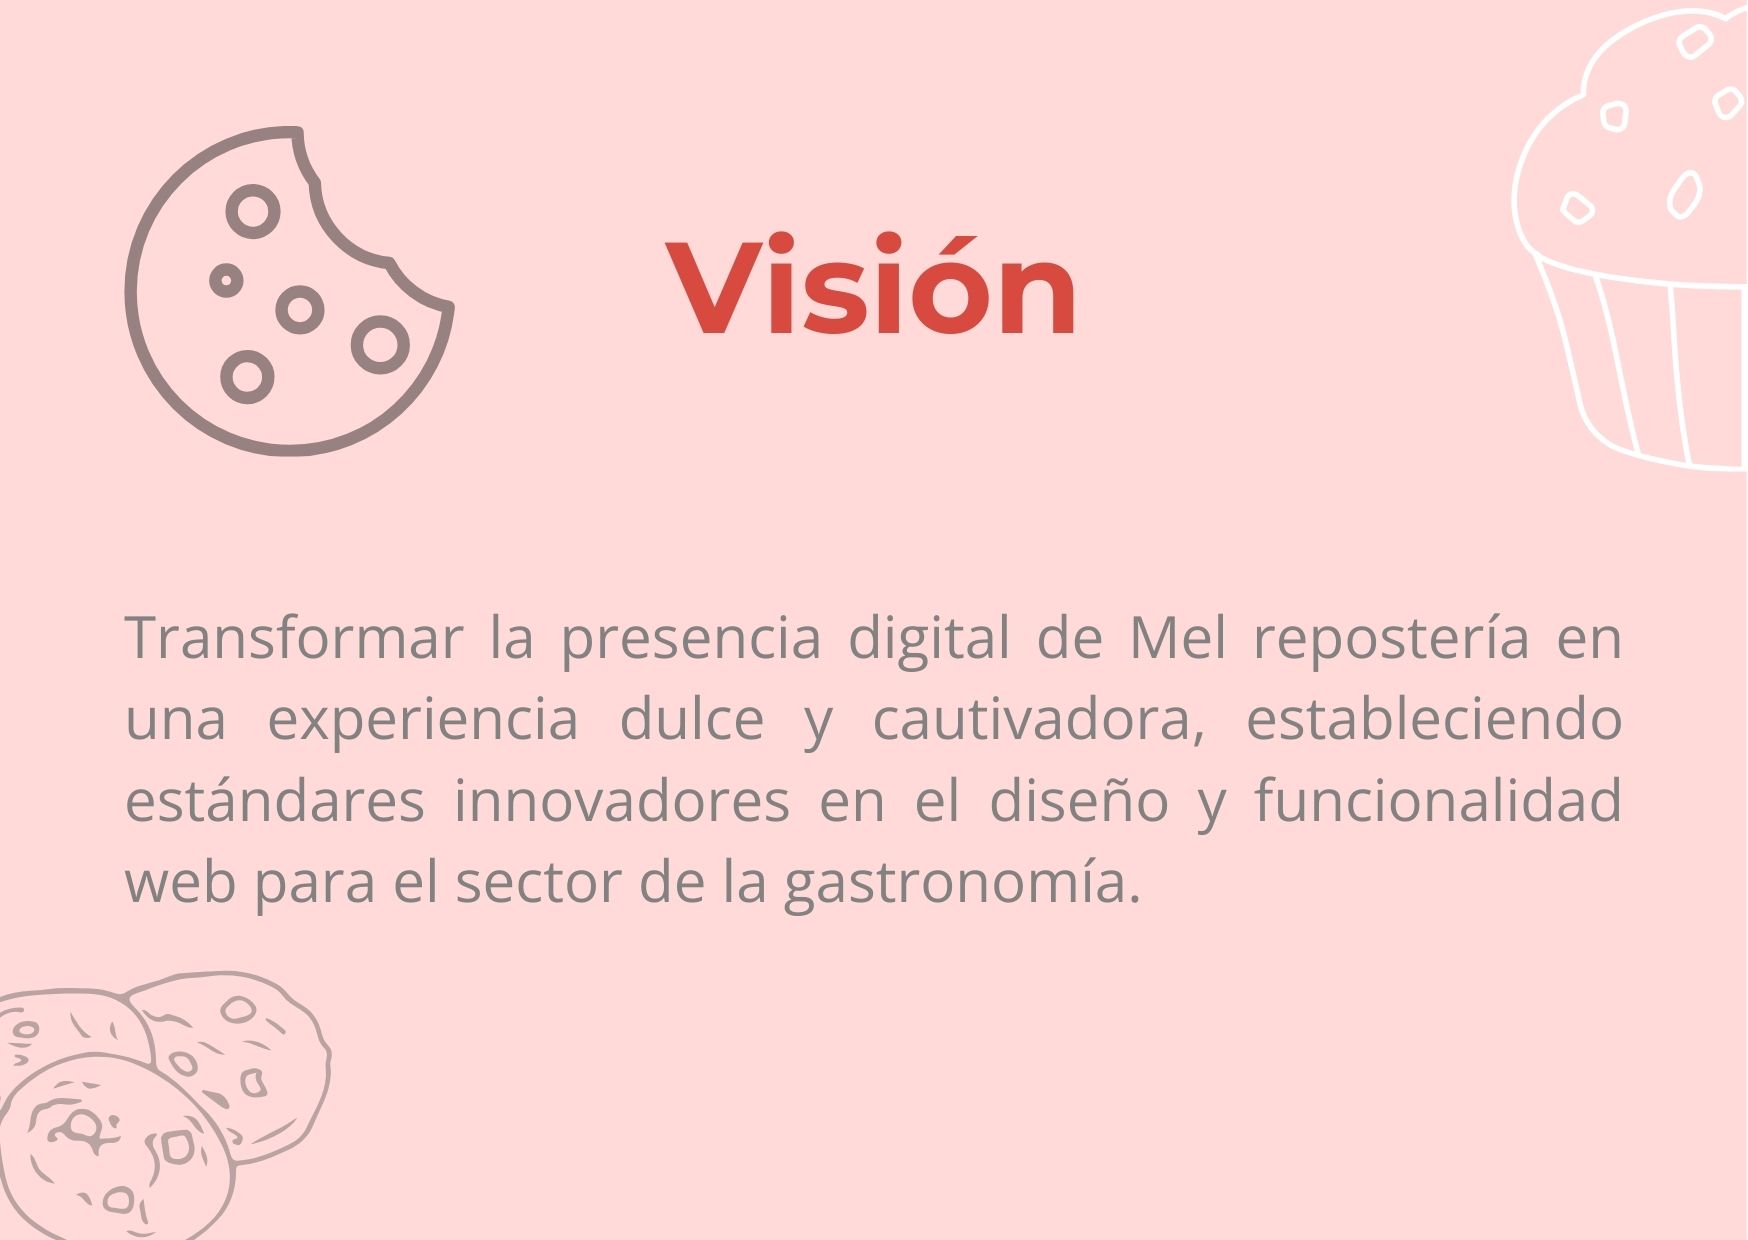 Visión
Transformar la presencia digital de Mel repostería en
una experiencia dulce y cautivadora, estableciendo
estándares innovadores en el diseño y funcionalidad
web para el sector de la gastronomía.